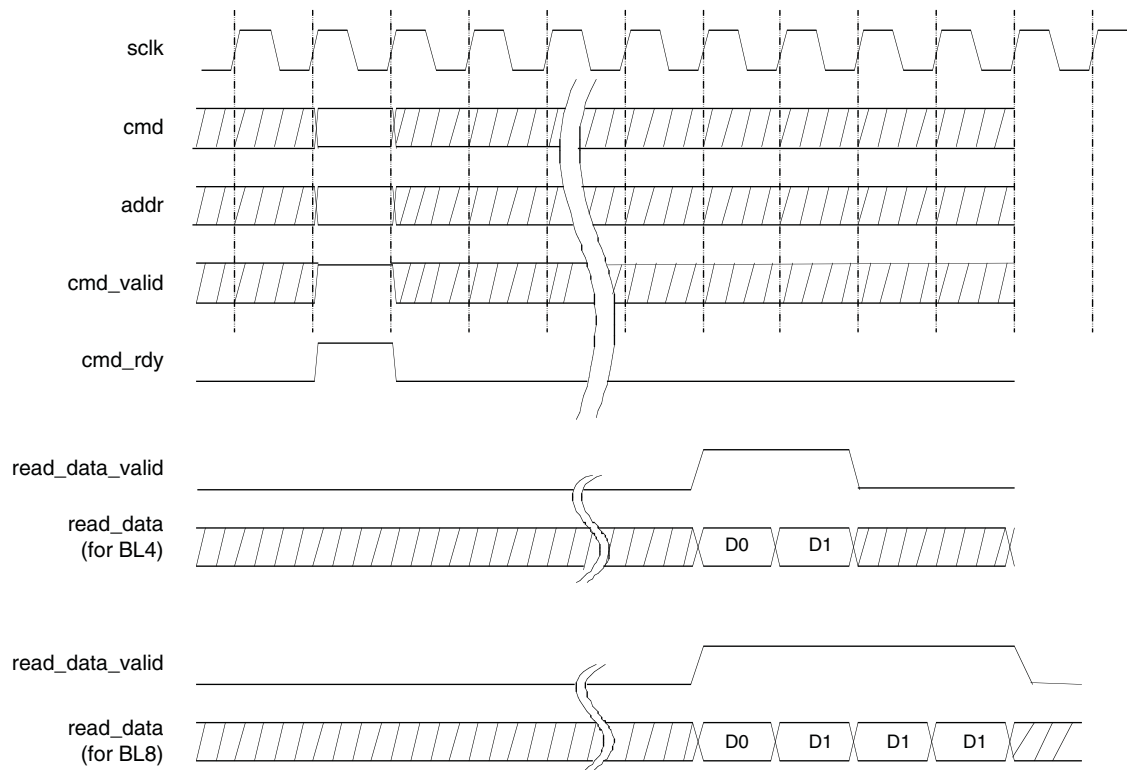 sclk
cmd
addr
cmd_valid
cmd_rdy
read_data_valid
read_data
(for BL4)
D0 D1
read_data_valid
read_data
(for BL8)
D0 D1 D1 D1